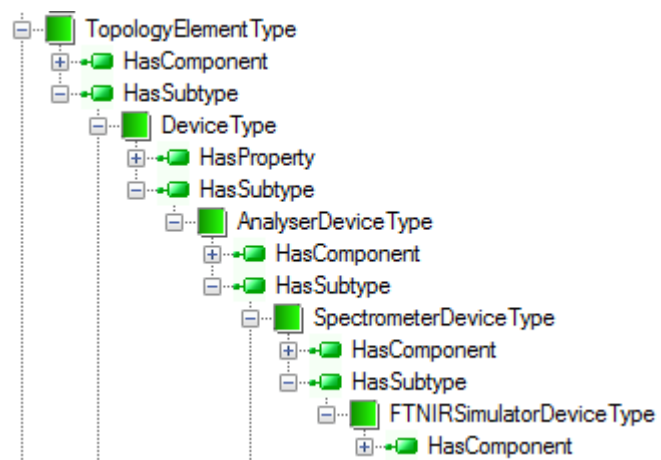 TopologyElementType
HasComponent
HasSubtype
DeviceType
HasProperty
HasSubtype
AnalyserDeviceType
HasComponent
HasSubtype
SpectrometerDeviceType
HasComponent
HasSubtype
FTNIRSimulatorDeviceType
HasComponent